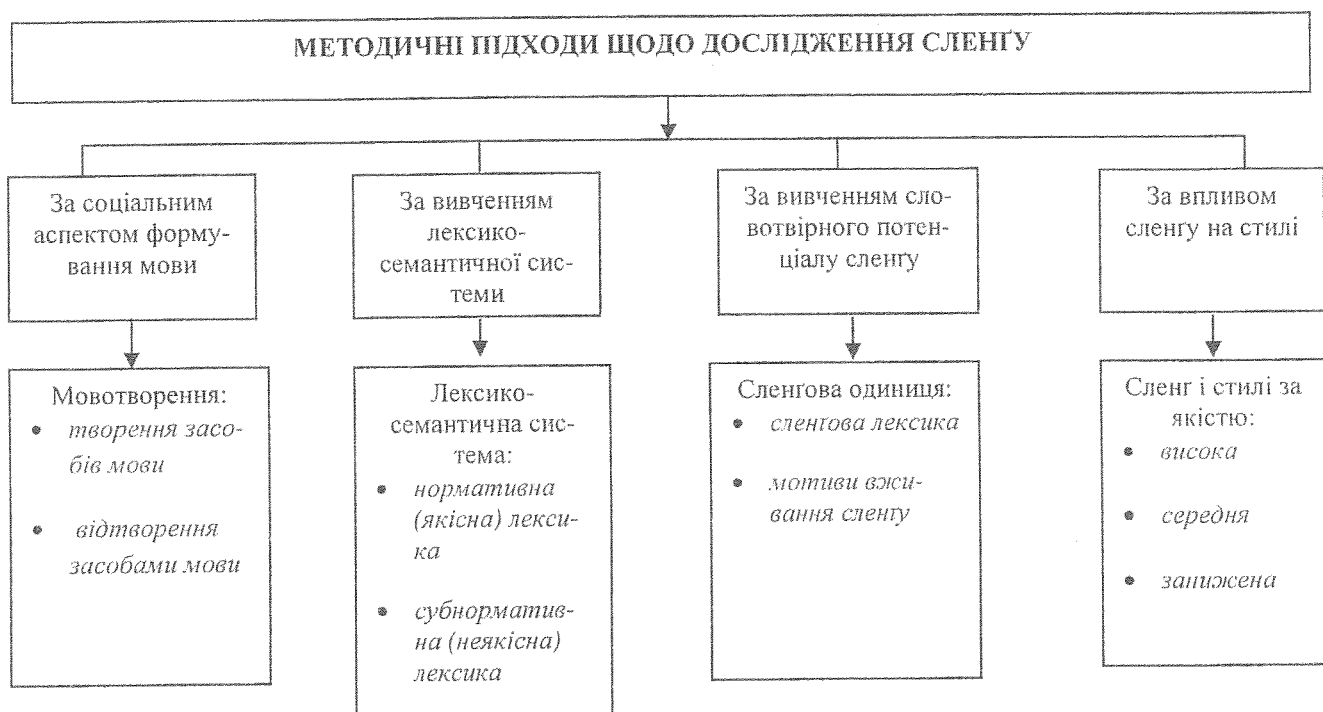 МЕТОДИЧНІ ПІДХОДИ ЩОДО ДОСЛІДЖЕННЯ СЛЕНҐУ
За соціальним
аспектом форму-
вання мови
За вивченням
лексико-
семантичної сис-
теми
За вивченням сло-
вотвірного потен-
ціалу сленґу
За впливом
сленґу на стилі
Мовотворення:
• творення засо-
бів мови
• відтворення
засобами мови
Лексико-
семантична сис-
тема:
• нормативна
(якісна) лекси-
ка
• субнорматив-
на (неякісна)
лексика
Сленґова одиниця:
• сленґова лексика
• мотиви вжи-
вання сленґу
Сленґ і стилі за
якістю:
• висока
• середня
• занижена